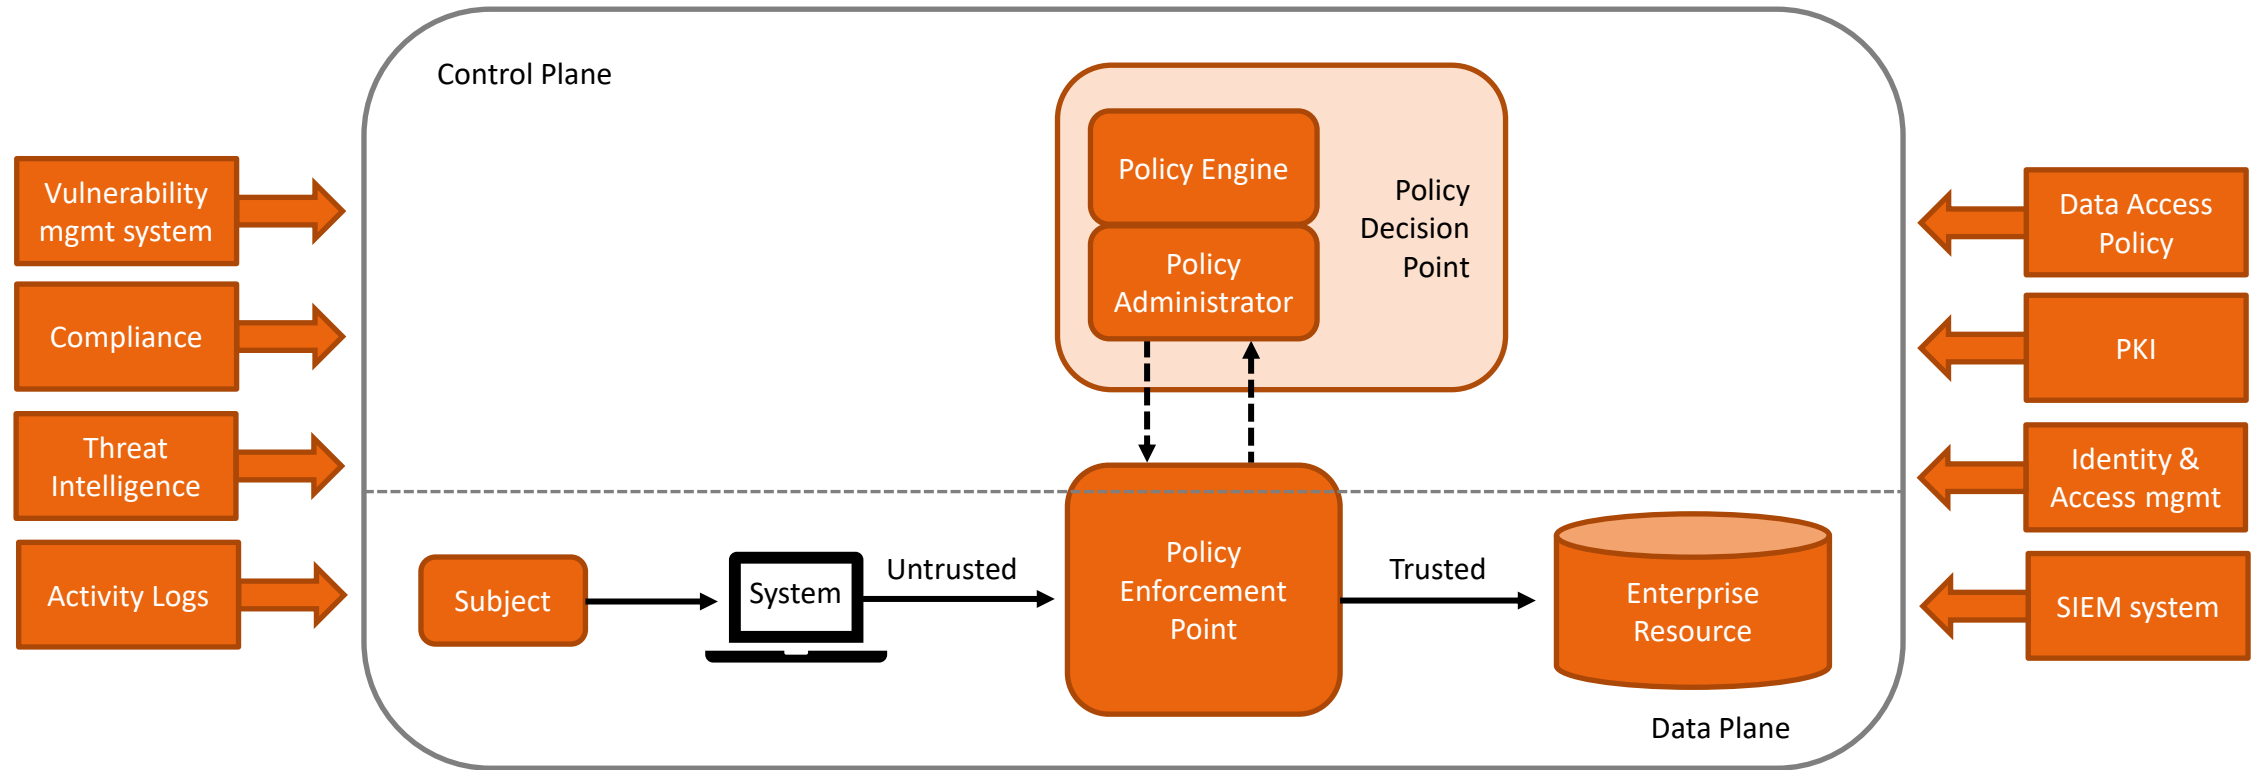 Control Plane
Vulnerability
mgmt system
Compliance
Threat
Intelligence
Activity Logs
Policy Engine
Policy
Administrator
Policy
Decision
Point
Subject
System
Untrusted
Policy
Enforcement
Point
Trusted
Enterprise
Resource
Data Plane
Data Access
Policy
PKI
Identity &
Access mgmt
SIEM system